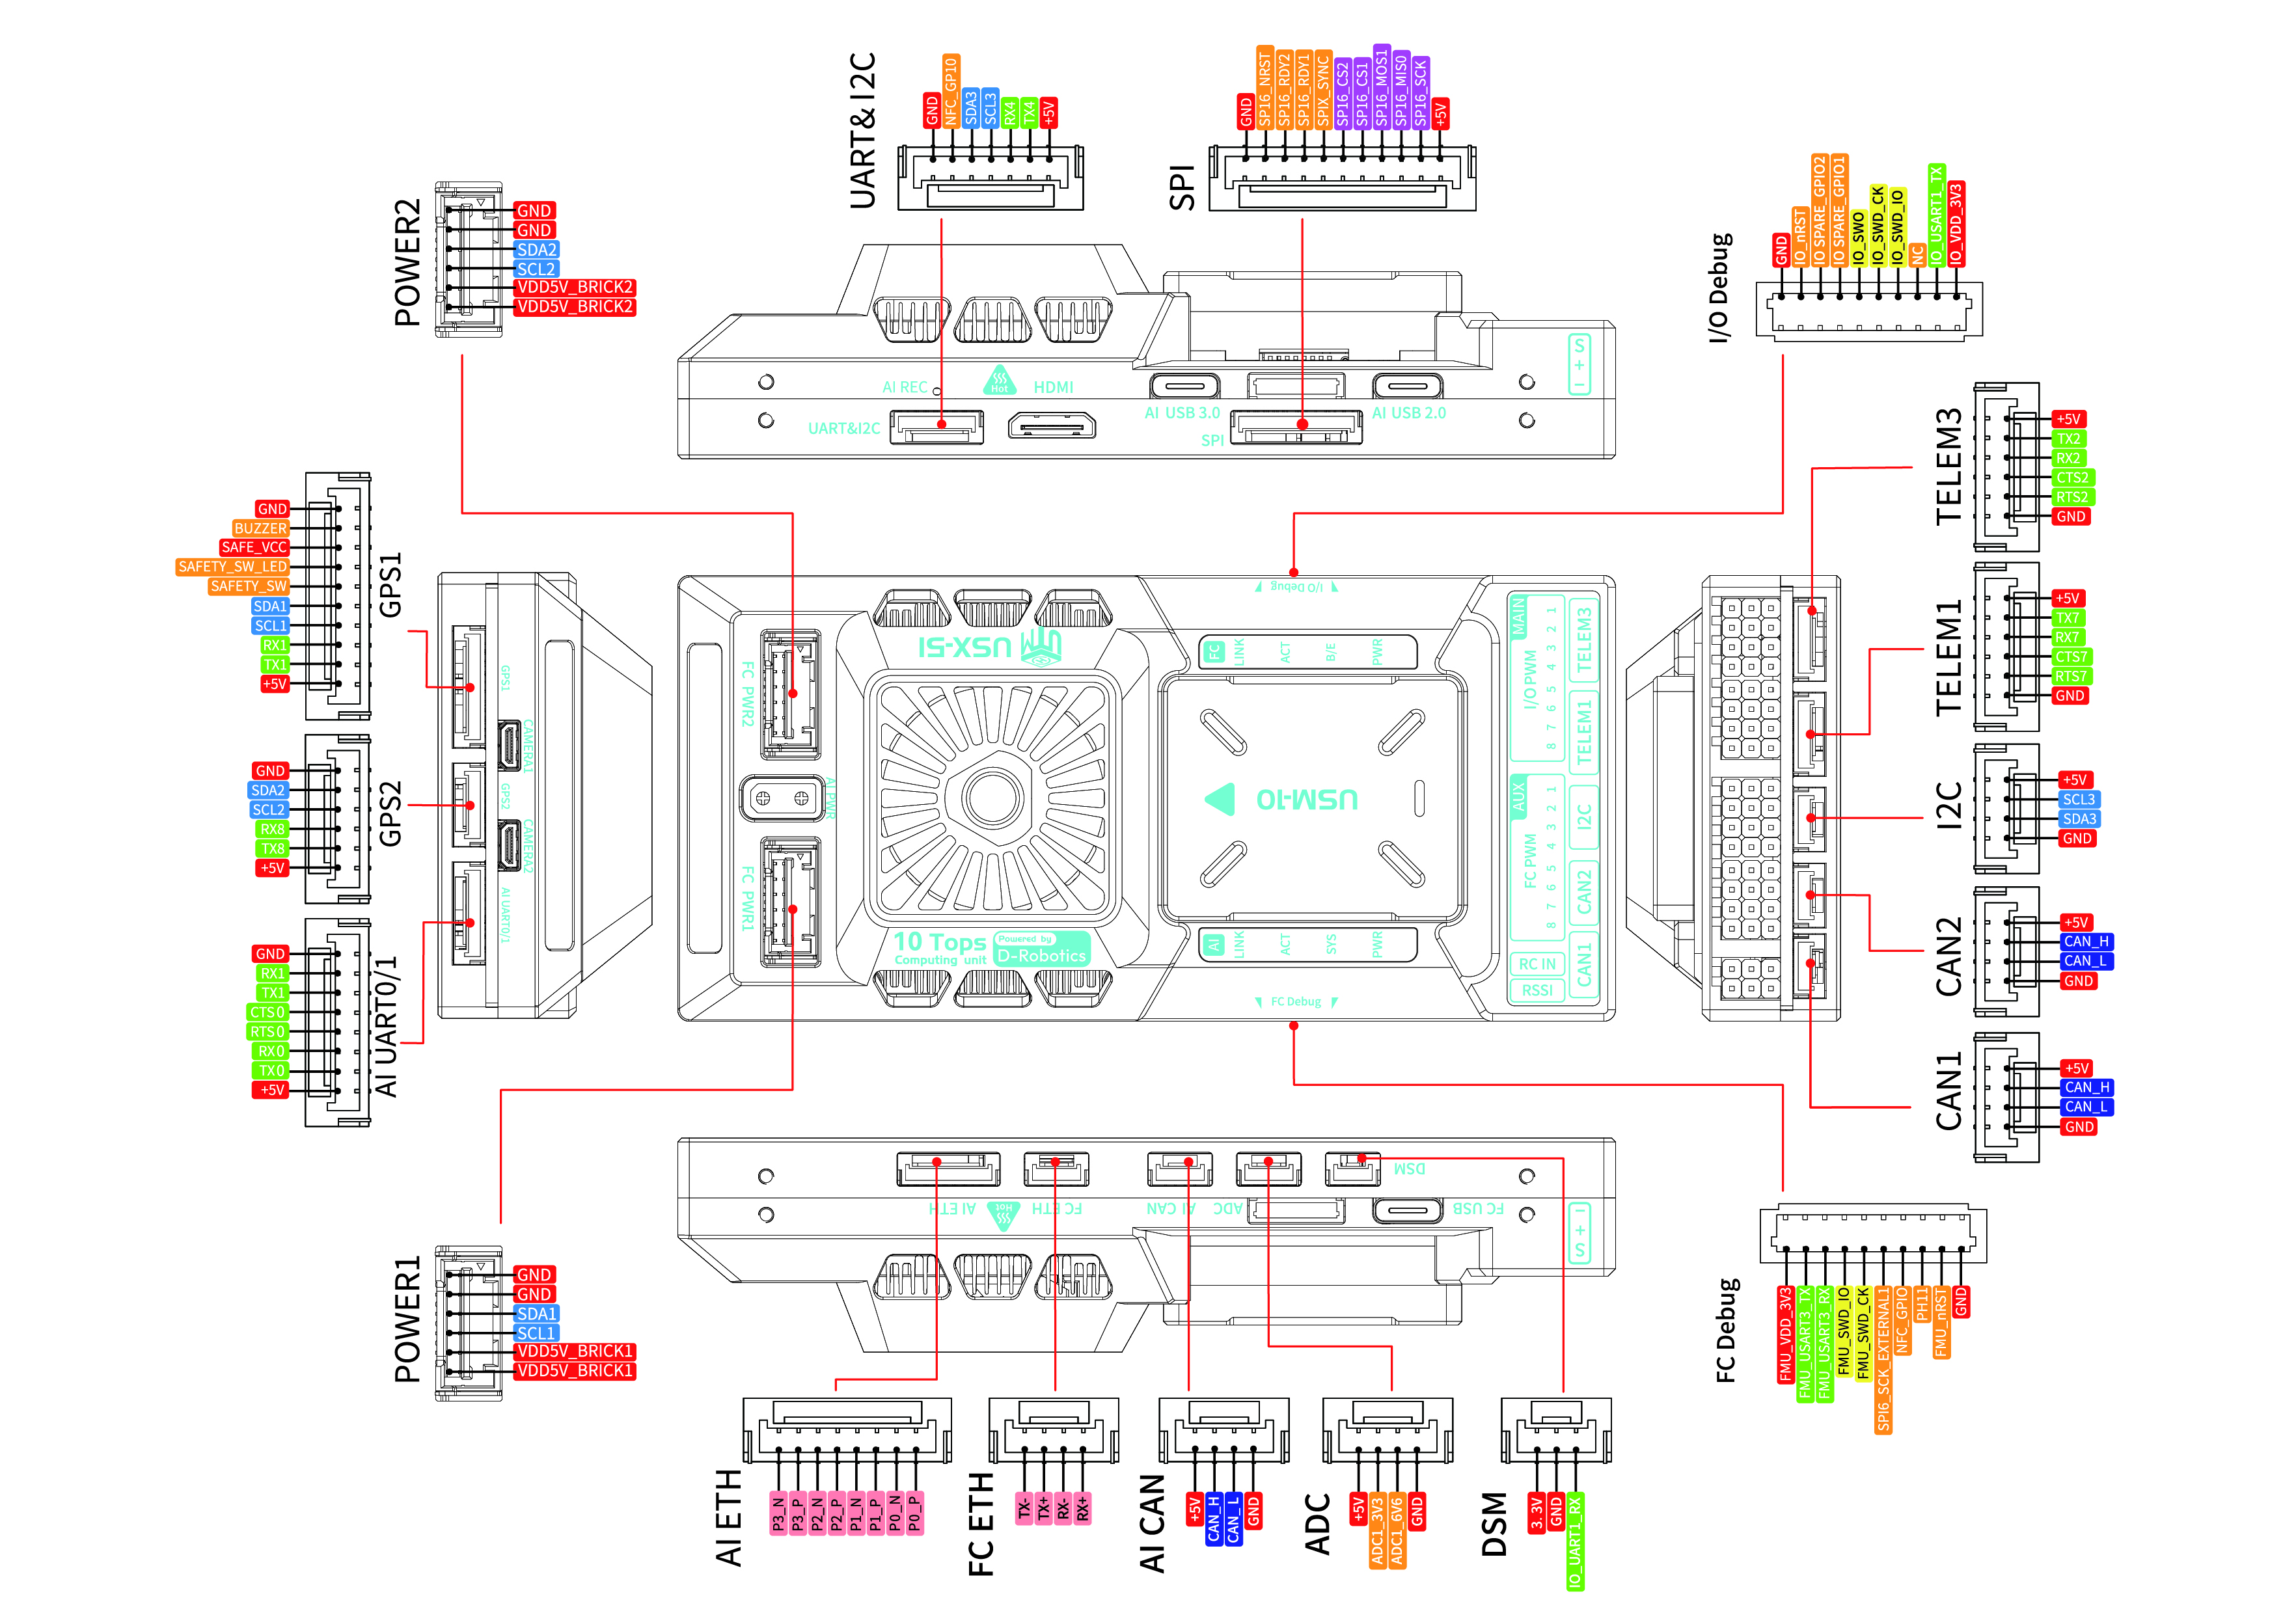 UART& I2C
GND
NFC_GP10
SDA3
SCL3
RX4
TX4
+5V
SPI
GND
SP16_NRST
SP16_RDY2
SP16_RDY1
SPIX_SYNC
SP16_CS2
SP16_CS1
SP16_MOS1
SP16_MIS0
SP16_SCK
+5V
POWER2
GND
GND
SDA2
SCL2
VDD5V_BRICK2
VDD5V_BRICK2
I/O Debug
GND
IO_nRST
IO SPARE_GPIO2
IO SPARE_GPIO1
IO_SWO
IO_SWD_CK
IO_SWD_IO
NC
IO_USART1_TX
IO_VDD_3V3
AI REC
Hot
HDMI
UART&I2C
AI USB 3.0
AI USB 2.0
SPI
S + −
TELEM3
+5V
TX2
RX2
CTS2
RTS2
GND
GPS1
GND
BUZZER
SAFE_VCC
SAFETY_SW_LED
SAFETY_SW
SDA1
SCL1
RX1
TX1
+5V
TELEM1
+5V
TX7
RX7
CTS7
RTS7
GND
GPS2
GND
SDA2
SCL2
RX8
TX8
+5V
I2C
+5V
SCL3
SDA3
GND
AI UART0/1
GND
RX1
TX1
CTS0
RTS0
RX0
TX0
+5V
CAN2
+5V
CAN_H
CAN_L
GND
CAN1
+5V
CAN_H
CAN_L
GND
GPS1
CAMERA1
GPS2
CAMERA2
AI UART0/1
FC PWR2
AI PWR
FC PWR1
USX-SI
10 Tops
Computing unit
Powered by
D-Robotics
I/O Debug
FC
LINK
ACT
B/E
PWR
USM-IO
AI
LINK
ACT
SYS
PWR
FC Debug
MAIN
I/O PWM
8 7 6 5 4 3 2 1
AUX
FC PWM
8 7 6 5 4 3 2 1
TELEM3
TELEM1
I2C
CAN2
CAN1
RC IN
RSSI
DSM
AI ETH
Hot
FC ETH
AI CAN
ADC
FC USB
S + −
POWER1
GND
GND
SDA1
SCL1
VDD5V_BRICK1
VDD5V_BRICK1
FC Debug
FMU_VDD_3V3
FMU_USART3_TX
FMU_USART3_RX
FMU_SWD_IO
FMU_SWD_CK
SPI6_SCK_EXTERNAL1
NFC_GPIO
PH11
FMU_nRST
GND
AI ETH
P3_N
P3_P
P2_N
P2_P
P1_N
P1_P
P0_N
P0_P
FC ETH
TX-
TX+
RX-
RX+
AI CAN
+5V
CAN_H
CAN_L
GND
ADC
+5V
ADC1_3V3
ADC1_6V6
GND
DSM
3. 3V
GND
IO_UART1_RX